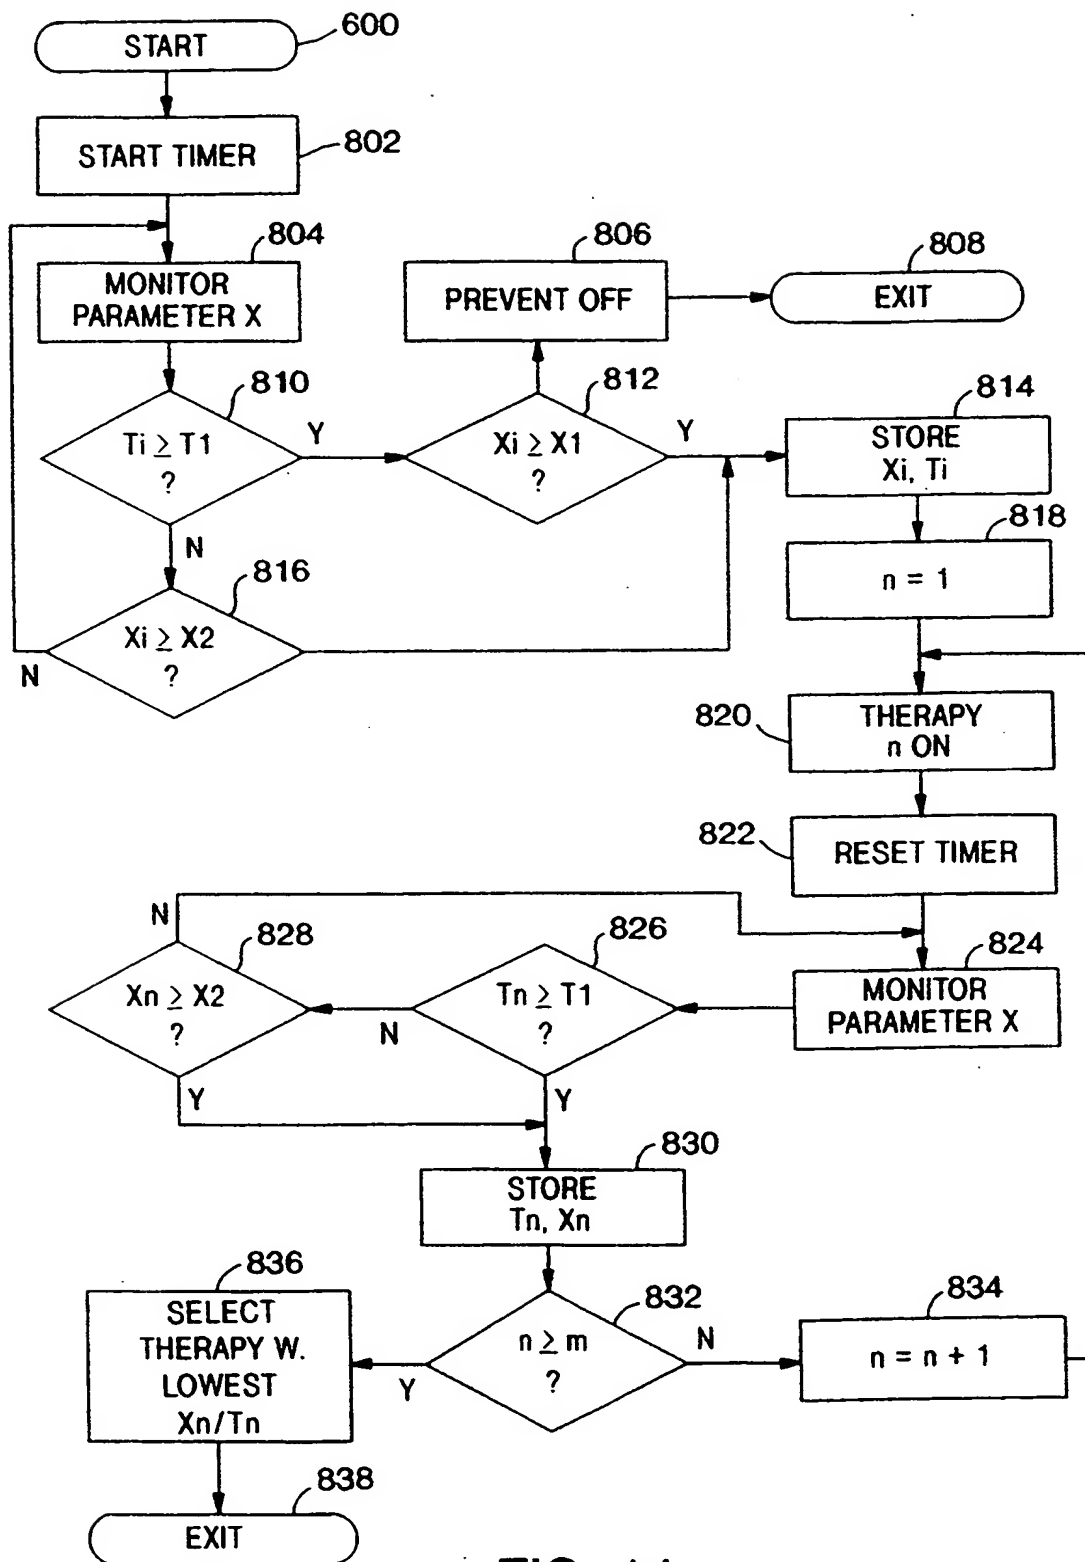 START
600
START TIMER
802
804
MONITOR
PARAMETER X
806
PREVENT OFF
808
EXIT
810
Ti ≥ T1
?
Y
N
812
Xi ≥ X1
?
Y
814
STORE
Xi, Ti
816
Xi ≥ X2
?
N
818
n = 1
820
THERAPY
n ON
822
RESET TIMER
824
MONITOR
PARAMETER X
826
Tn ≥ T1
?
N
Y
828
Xn ≥ X2
?
N
Y
830
STORE
Tn, Xn
832
n ≥ m
?
N
Y
834
n = n + 1
836
SELECT
THERAPY W.
LOWEST
Xn/Tn
838
EXIT